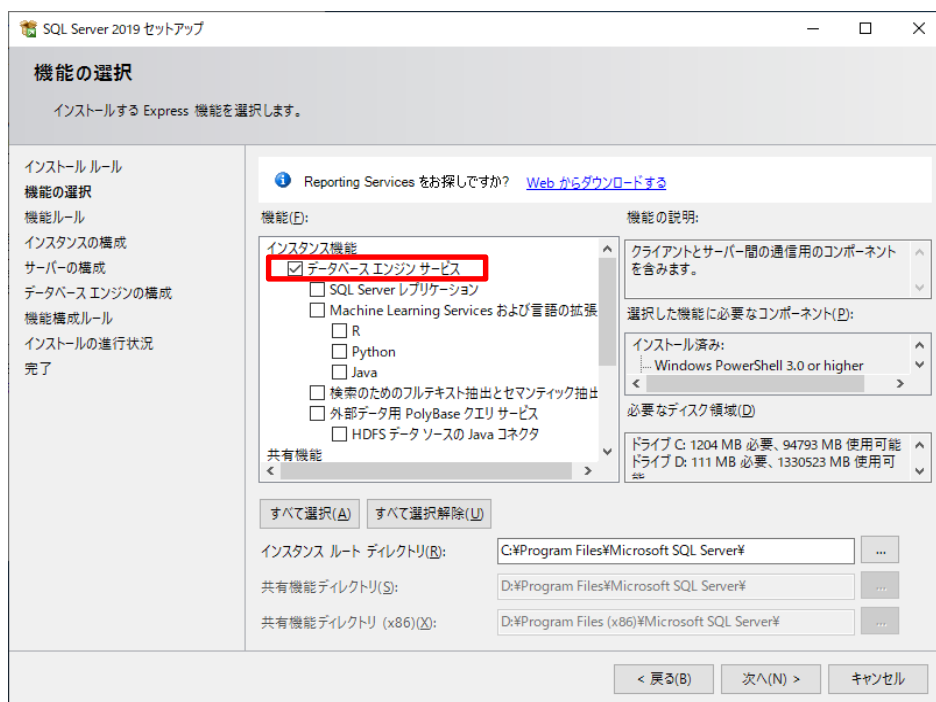 SQL Server 2019 セットアップ
機能の選択
インストールする Express 機能を選択します。
インストール ルール
機能の選択
機能ルール
インスタンスの構成
サーバーの構成
データベース エンジンの構成
機能構成ルール
インストールの進行状況
完了
Reporting Services をお探しですか? Web からダウンロードする
機能(F):
インスタンス機能
データベース エンジン サービス
SQL Server レプリケーション
Machine Learning Services および言語の拡張
R
Python
Java
検索のためのフルテキスト抽出とセマンティック抽出
外部データ用 PolyBase クエリ サービス
HDFS データ ソースの Java コネクタ
共有機能
機能の説明:
クライアントとサーバー間の通信用のコンポーネント
を含みます。
選択した機能に必要なコンポーネント(P):
インストール済み:
Windows PowerShell 3.0 or higher
必要なディスク領域(D)
ドライブ C: 1204 MB 必要、94793 MB 使用可能
ドライブ D: 111 MB 必要、1330523 MB 使用可
すべて選択(A) すべて選択解除(U)
インスタンス ルート ディレクトリ(R): C:¥Program Files¥Microsoft SQL Server¥ ...
共有機能ディレクトリ(S): D:¥Program Files¥Microsoft SQL Server¥ ...
共有機能ディレクトリ (x86)(X): D:¥Program Files (x86)¥Microsoft SQL Server¥ ...
< 戻る(B) 次へ(N) > キャンセル